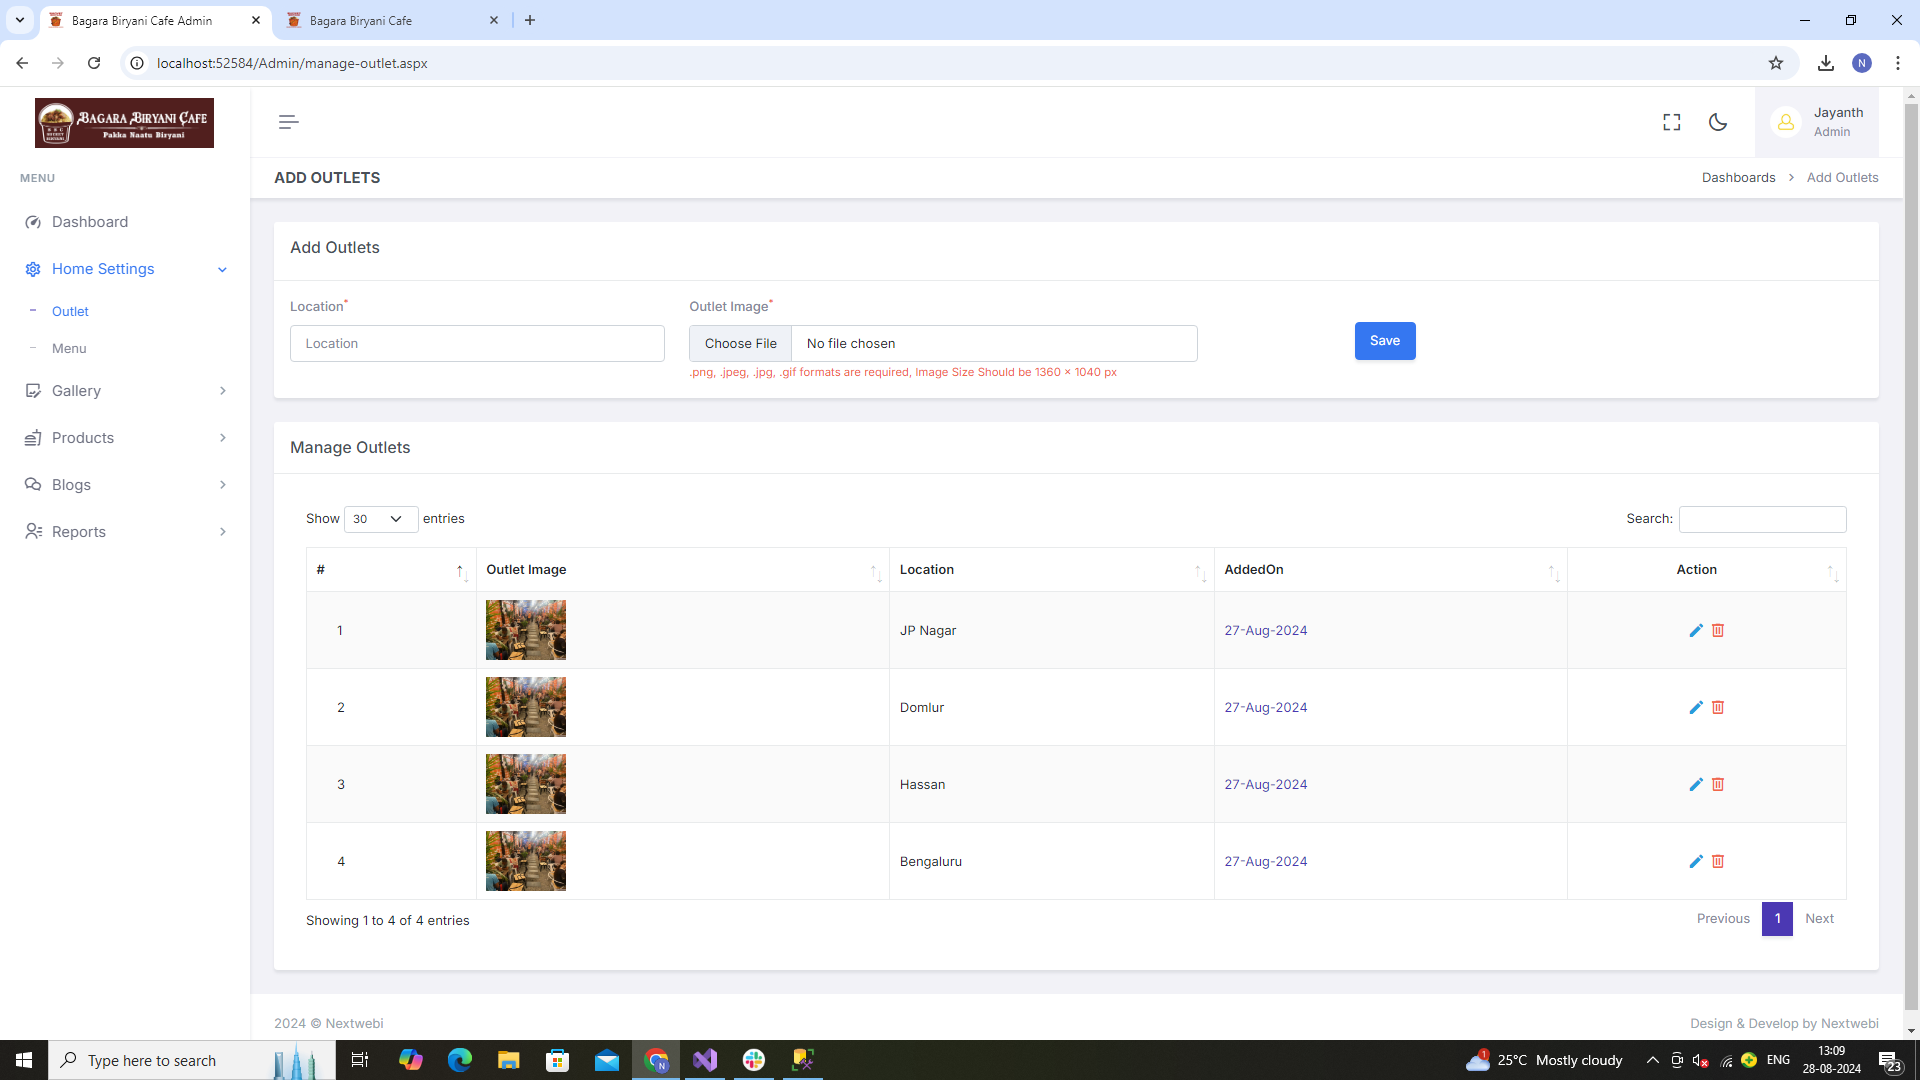 Bagara Biryani Cafe Admin
Bagara Biryani Cafe
localhost:52584/Admin/manage-outlet.aspx
N
BAGARA BIRYANI CAFE
Pakka Naatu Biryani
Jayanth
Admin
MENU
ADD OUTLETS
Dashboards > Add Outlets
Dashboard
Home Settings
Outlet
Menu
Gallery
Products
Blogs
Reports
Add Outlets
Location*
Outlet Image*
Location
Choose File No file chosen
Save
.png, .jpeg, .jpg, .gif formats are required, Image Size Should be 1360 × 1040 px
Manage Outlets
Show 30 entries
Search:
# Outlet Image Location AddedOn Action
1 JP Nagar 27-Aug-2024
2 Domlur 27-Aug-2024
3 Hassan 27-Aug-2024
4 Bengaluru 27-Aug-2024
Showing 1 to 4 of 4 entries
Previous 1 Next
2024 © Nextwebi
Design & Develop by Nextwebi
Type here to search
1
25°C Mostly cloudy
ENG
13:09
28-08-2024
23